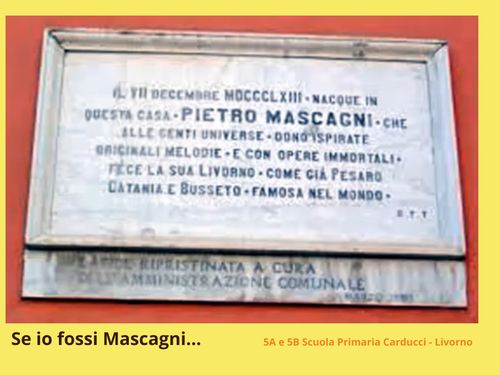 IL VII DECEMBRE MDCCCLXIII · NACQUE IN
QUESTA CASA · PIETRO MASCAGNI · CHE
ALLE GENTI UNIVERSE · DONÒ ISPIRATE
ORIGINALI MELODIE · E CON OPERE IMMORTALI ·
FECE LA SUA LIVORNO · COME GIÀ PESARO
CATANIA E BUSSETO · FAMOSA NEL MONDO ·
LAPIDE RIPRISTINATA A CURA
DELL'AMMINISTRAZIONE COMUNALE
MARZO
Se io fossi Mascagni...
5A e 5B Scuola Primaria Carducci - Livorno